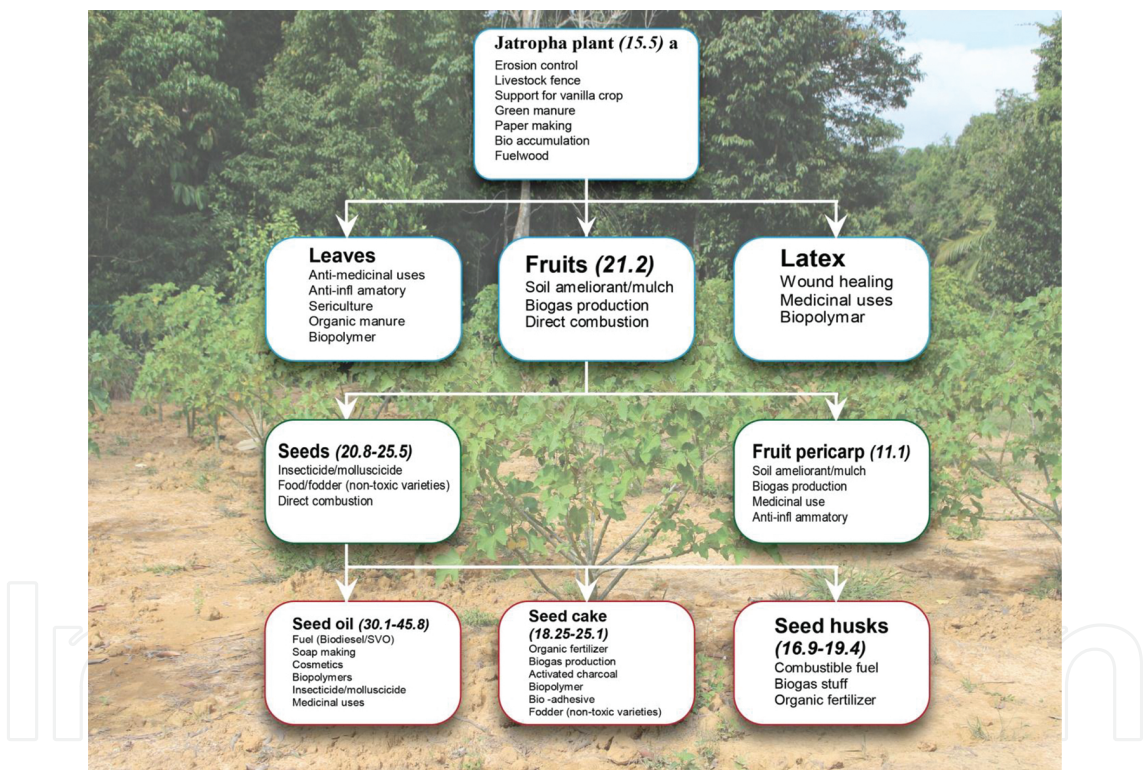 Jatropha plant (15.5) a
Erosion control
Livestock fence
Support for vanilla crop
Green manure
Paper making
Bio accumulation
Fuelwood
Leaves
Anti-medicinal uses
Anti-infl amatory
Sericulture
Organic manure
Biopolymer
Fruits (21.2)
Soil ameliorant/mulch
Biogas production
Direct combustion
Latex
Wound healing
Medicinal uses
Biopolymar
Seeds (20.8-25.5)
Insecticide/molluscicide
Food/fodder (non-toxic varieties)
Direct combustion
Fruit pericarp (11.1)
Soil ameliorant/mulch
Biogas production
Medicinal use
Anti-infl ammatory
Seed oil (30.1-45.8)
Fuel (Biodiesel/SVO)
Soap making
Cosmetics
Biopolymers
Insecticide/molluscicide
Medicinal uses
Seed cake
(18.25-25.1)
Organic fertilizer
Biogas production
Activated charcoal
Biopolymer
Bio -adhesive
Fodder (non-toxic varieties)
Seed husks
(16.9-19.4)
Combustible fuel
Biogas stuff
Organic fertilizer